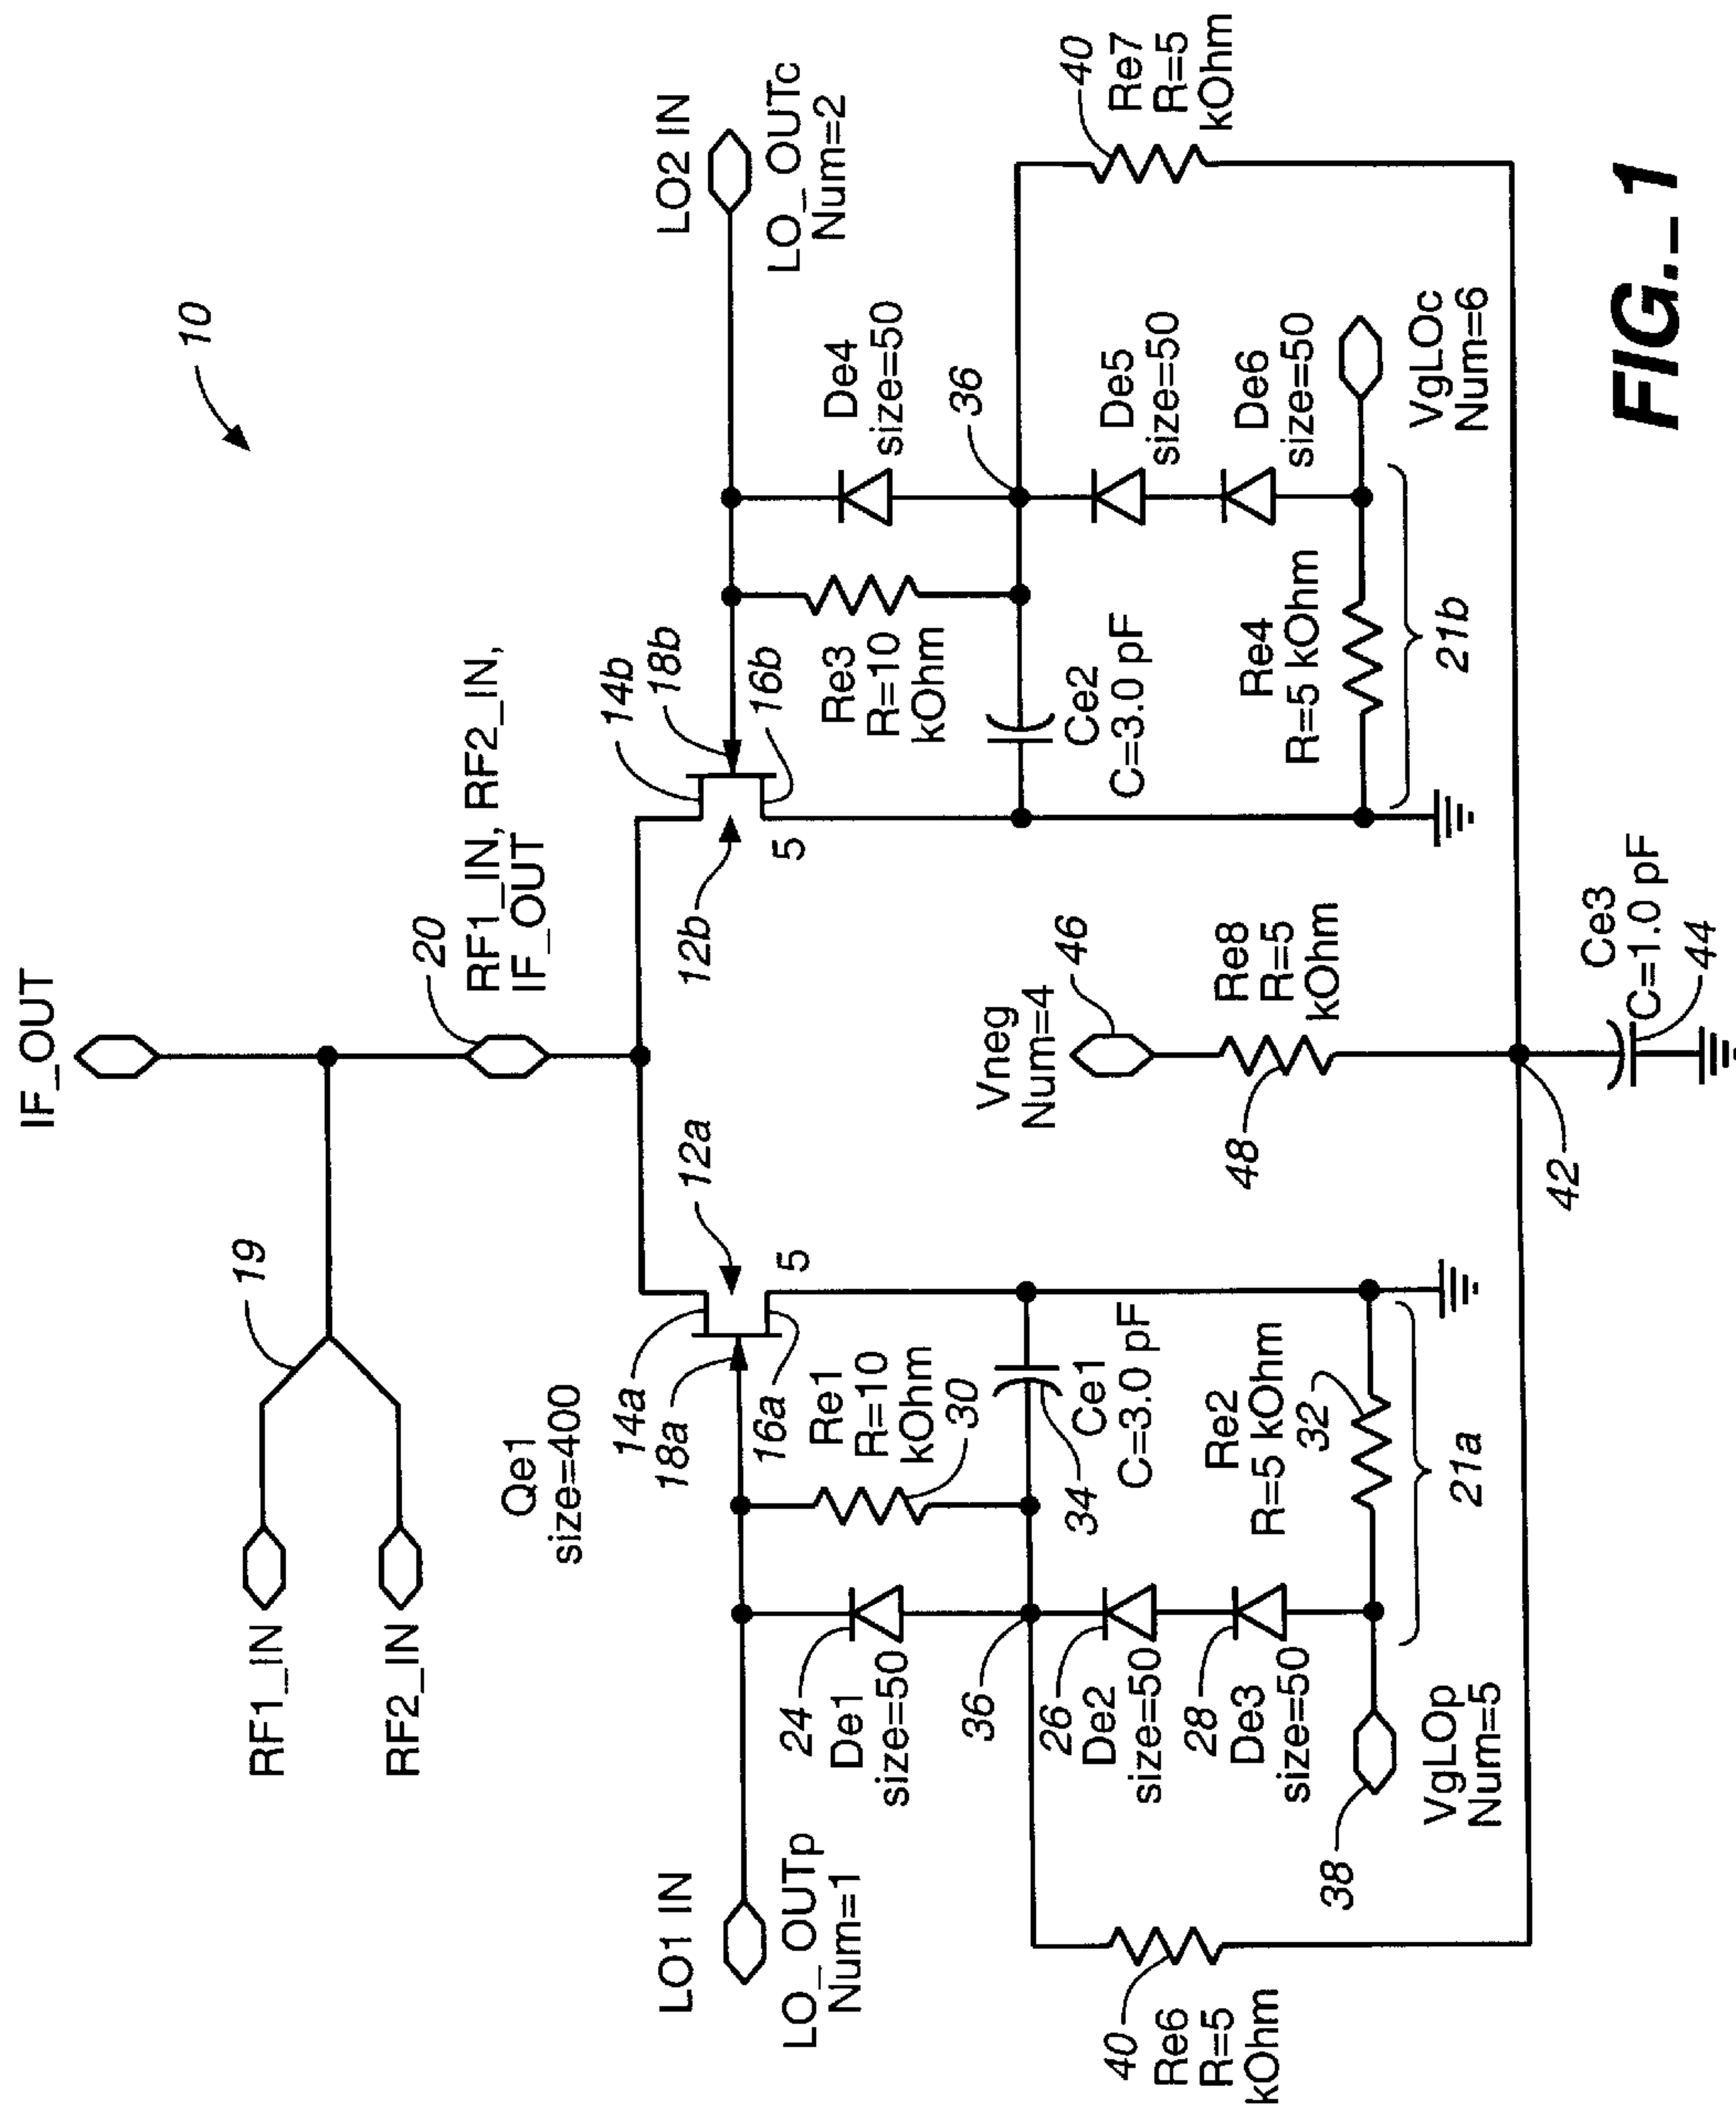 IF_OUT
10
19
20
RF1_IN, RF2_IN,
IF_OUT
RF1_IN
RF2_IN
Qe1
size=400
14a
18a
16a
12a
5
12b
5
14b
18b
16b
LO1 IN
LO_OUTp
Num=1
LO2 IN
LO_OUTc
Num=2
24
De1
size=50
Re1
R=10
kOhm
30
36
34
Ce1
C=3.0 pF
26
De2
size=50
28
De3
size=50
Re2
R=5 kOhm
32
21a
38
VgLOp
Num=5
40
Re6
R=5
kOhm
Re3
R=10
kOhm
De4
size=50
36
Ce2
C=3.0 pF
De5
size=50
De6
size=50
Re4
R=5 kOhm
21b
VgLOc
Num=6
40
Re7
R=5
kOhm
Vneg
Num=4
46
48
Re8
R=5
kOhm
42
Ce3
C=1.0 pF
44
FIG._1